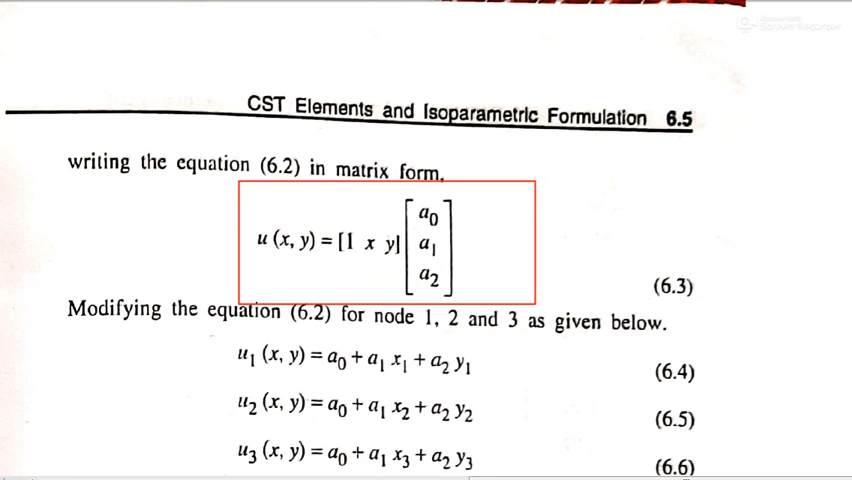 Screen Recorder
CST Elements and Isoparametric Formulation 6.5
writing the equation (6.2) in matrix form,
u (x, y) = [1 x y] [a0 a1 a2] (6.3)
Modifying the equation (6.2) for node 1, 2 and 3 as given below.
u1 (x, y) = a0 + a1 x1 + a2 y1 (6.4)
u2 (x, y) = a0 + a1 x2 + a2 y2 (6.5)
u3 (x, y) = a0 + a1 x3 + a2 y3 (6.6)